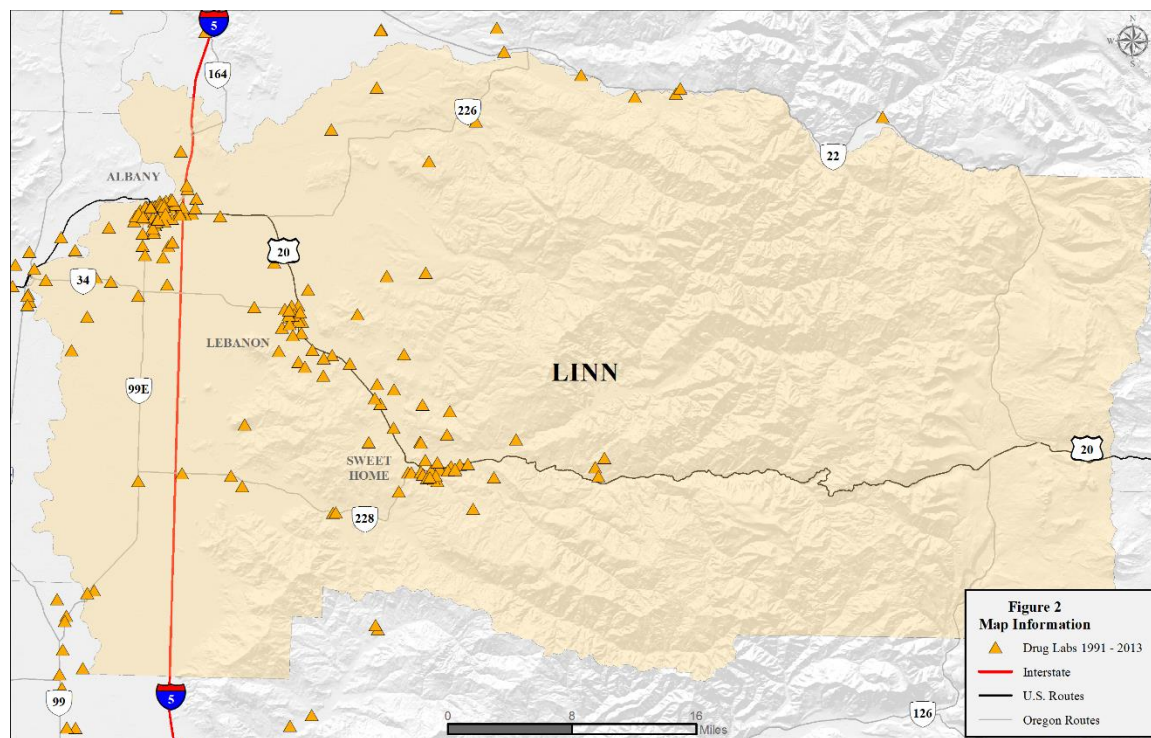 5
N
W
E
S
164
226
22
ALBANY
20
34
LEBANON
LINN
99E
SWEET
HOME
20
228
Figure 2
Map Information
Drug Labs 1991 - 2013
Interstate
U.S. Routes
Oregon Routes
5
99
0 8 16
Miles
126